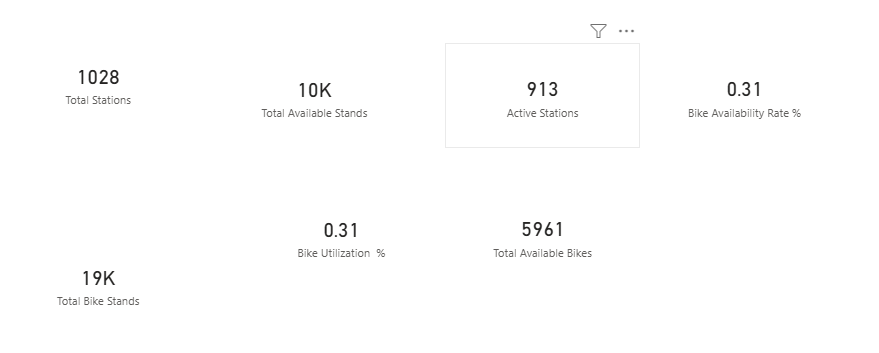 1028
Total Stations
10K
Total Available Stands
913
Active Stations
0.31
Bike Availability Rate %
19K
Total Bike Stands
0.31
Bike Utilization  %
5961
Total Available Bikes